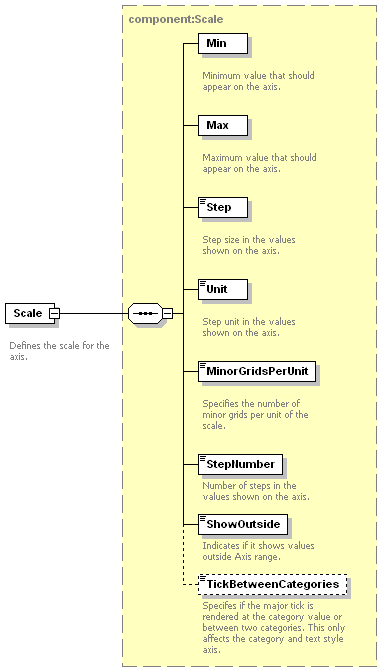 component:Scale
Min
Minimum value that should
appear on the axis.
Max
Maximum value that should
appear on the axis.
Step
Step size in the values
shown on the axis.
Unit
Step unit in the values
shown on the axis.
Scale
Defines the scale for the
axis.
MinorGridsPerUnit
Specifies the number of
minor grids per unit of the
scale.
StepNumber
Number of steps in the
values shown on the axis.
ShowOutside
Indicates if it shows values
outside Axis range.
TickBetweenCategories
Specifes if the major tick is
rendered at the category value or
between two categories. This only
affects the category and text style
axis.